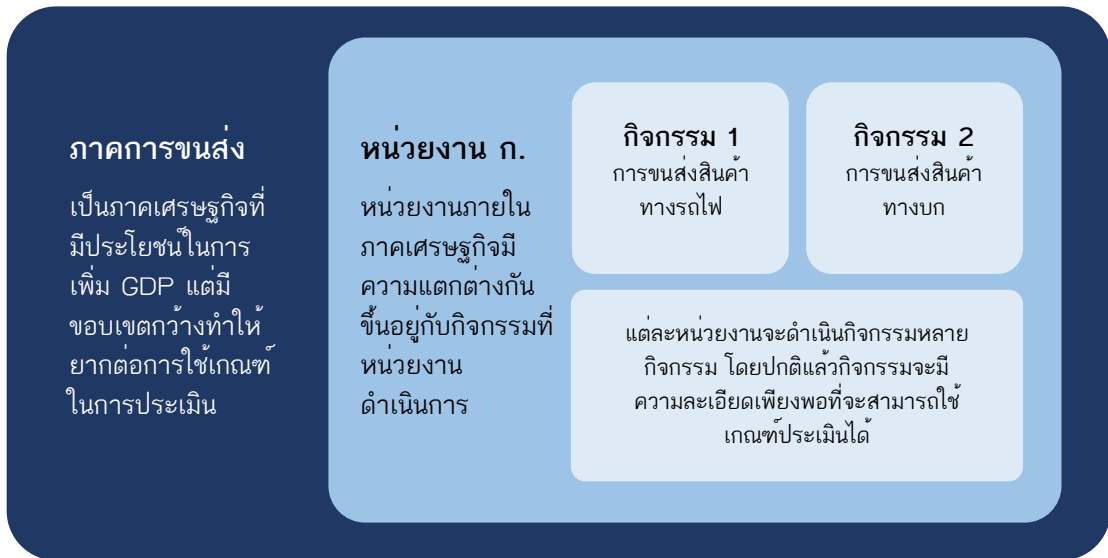 ภาคการขนส่ง
เป็นภาคเศรษฐกิจที่
มีประโยชน์ในการ
เพิ่ม GDP แต่มี
ขอบเขตกว้างทำให้
ยากต่อการใช้เกณฑ์
ในการประเมิน
หน่วยงาน ก.
หน่วยงานภายใน
ภาคเศรษฐกิจมี
ความแตกต่างกัน
ขึ้นอยู่กับกิจกรรมที่
หน่วยงาน
ดำเนินการ
กิจกรรม 1
การขนส่งสินค้า
ทางรถไฟ
กิจกรรม 2
การขนส่งสินค้า
ทางบก
แต่ละหน่วยงานจะดำเนินกิจกรรมหลาย
กิจกรรม โดยปกติแล้วกิจกรรมจะมี
ความละเอียดเพียงพอที่จะสามารถใช้
เกณฑ์ประเมินได้